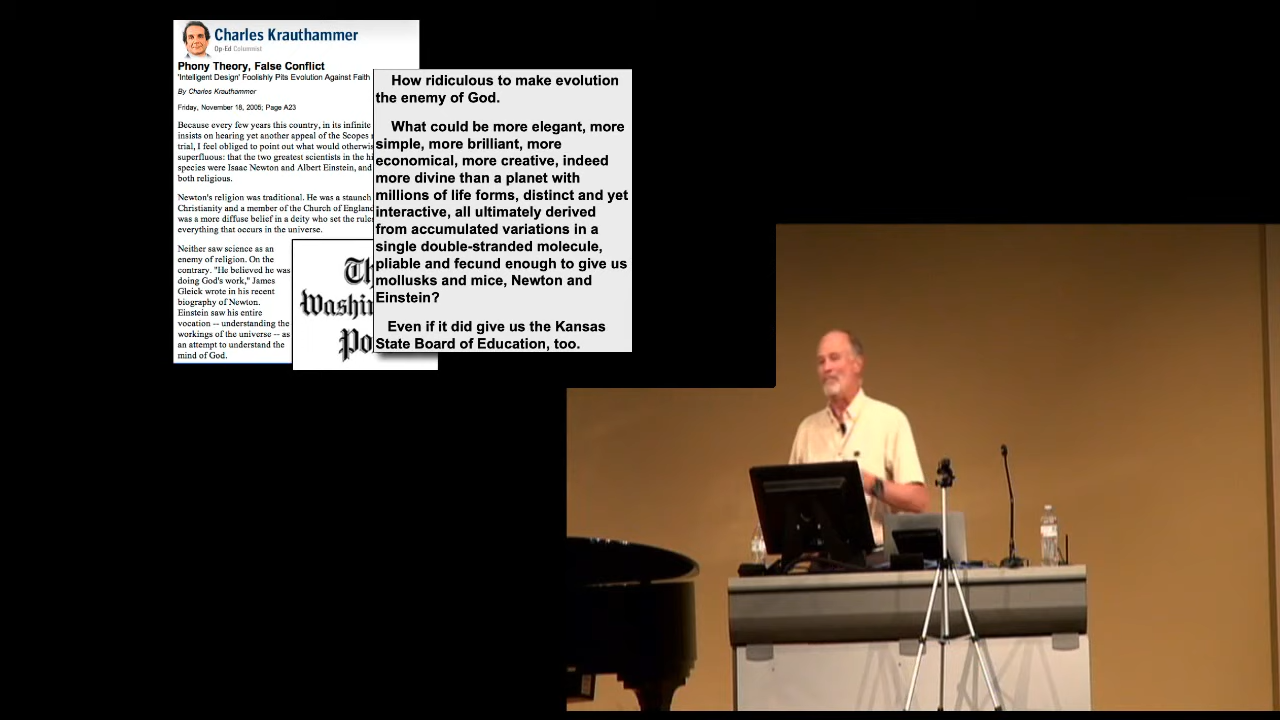 Charles Krauthammer
Op-Ed Columnist
Phony Theory, False Conflict
'Intelligent Design' Foolishly Pits Evolution Against Faith
By Charles Krauthammer
Friday, November 18, 2005; Page A23
Because every few years this country, in its infinite
insists on hearing yet another appeal of the Scopes
trial, I feel obliged to point out what would otherwis
superfluous: that the two greatest scientists in the hi
species were Isaac Newton and Albert Einstein, and
both religious.
Newton's religion was traditional. He was a staunch
Christianity and a member of the Church of England
was a more diffuse belief in a deity who set the rules
everything that occurs in the universe.
Neither saw science as an
enemy of religion. On the
contrary. "He believed he was
doing God's work," James
Gleick wrote in his recent
biography of Newton.
Einstein saw his entire
vocation -- understanding the
workings of the universe -- as
an attempt to understand the
mind of God.
Th
Washin
Po
How ridiculous to make evolution
the enemy of God.
What could be more elegant, more
simple, more brilliant, more
economical, more creative, indeed
more divine than a planet with
millions of life forms, distinct and yet
interactive, all ultimately derived
from accumulated variations in a
single double-stranded molecule,
pliable and fecund enough to give us
mollusks and mice, Newton and
Einstein?
Even if it did give us the Kansas
State Board of Education, too.